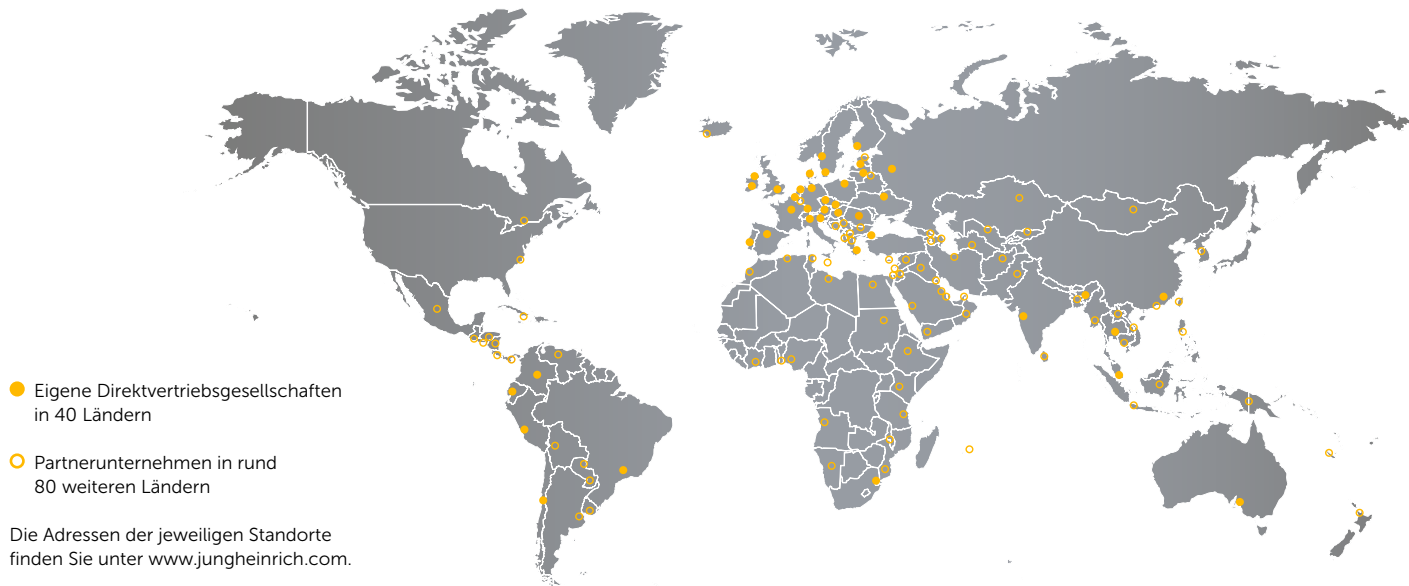 Eigene Direktvertriebsgesellschaften
in 40 Ländern
Partnerunternehmen in rund
80 weiteren Ländern
Die Adressen der jeweiligen Standorte
finden Sie unter www.jungheinrich.com.